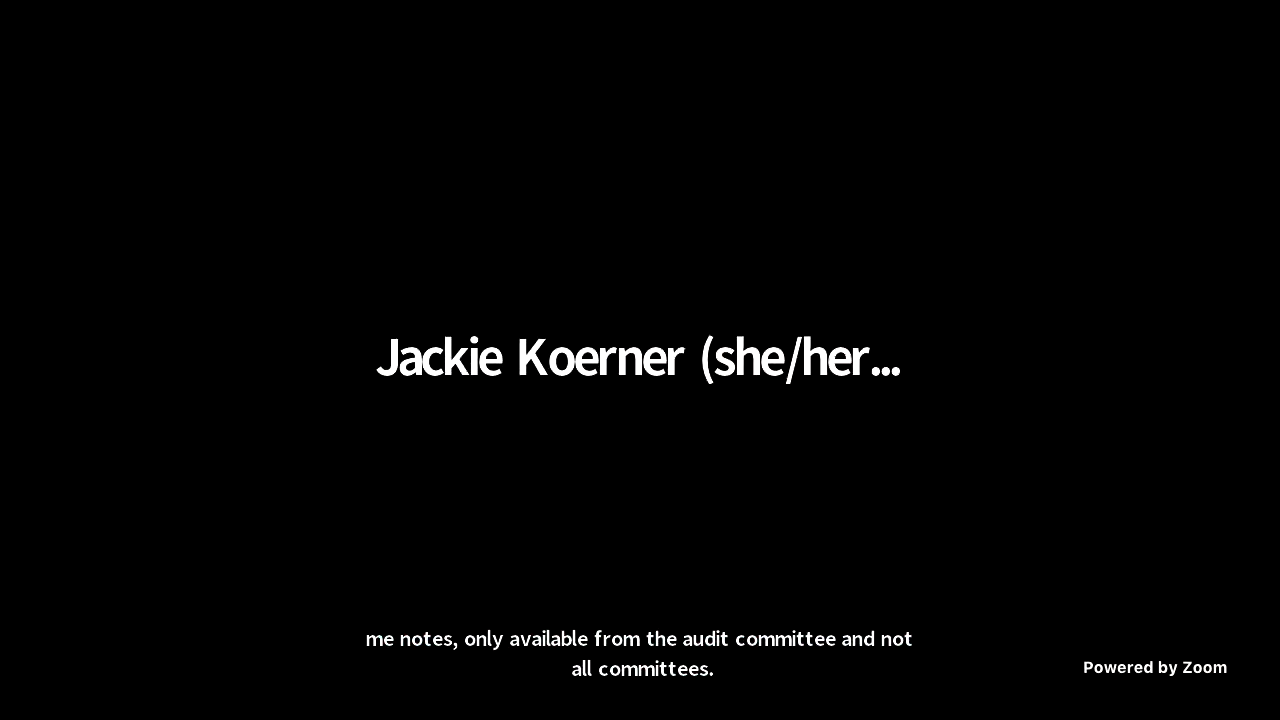 Jackie Koerner (she/her...
me notes, only available from the audit committee and not
all committees.
Powered by Zoom